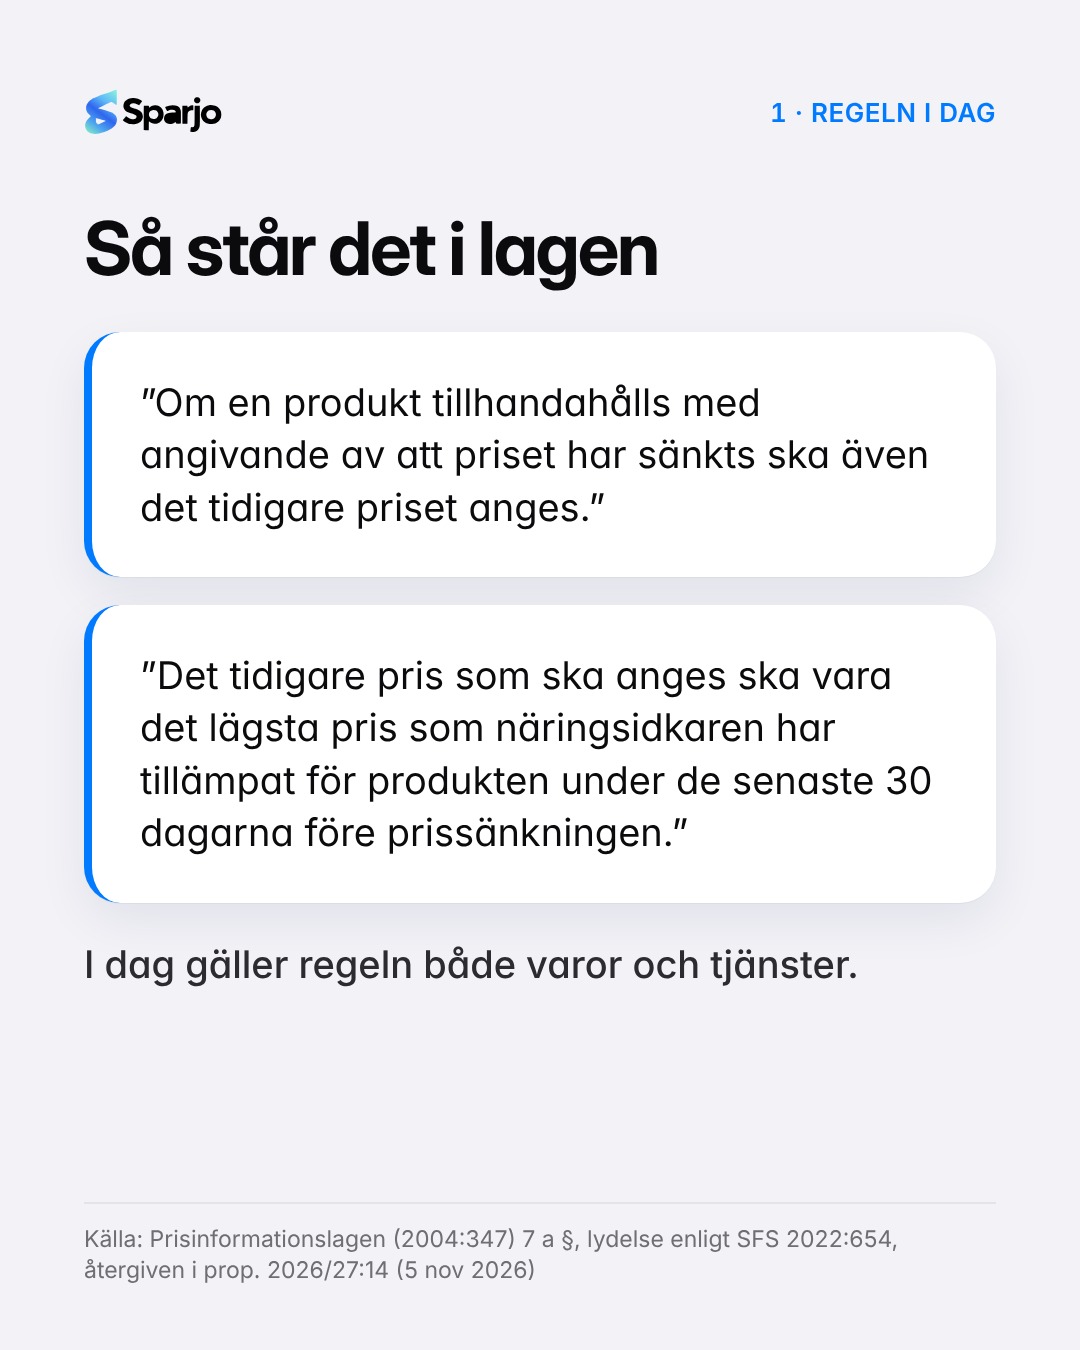 Sparjo
1 · REGELN I DAG
Så står det i lagen
”Om en produkt tillhandahålls med
angivande av att priset har sänkts ska även
det tidigare priset anges.”
”Det tidigare pris som ska anges ska vara
det lägsta pris som näringsidkaren har
tillämpat för produkten under de senaste 30
dagarna före prissänkningen.”
I dag gäller regeln både varor och tjänster.
Källa: Prisinformationslagen (2004:347) 7 a §, lydelse enligt SFS 2022:654,
återgiven i prop. 2026/27:14 (5 nov 2026)